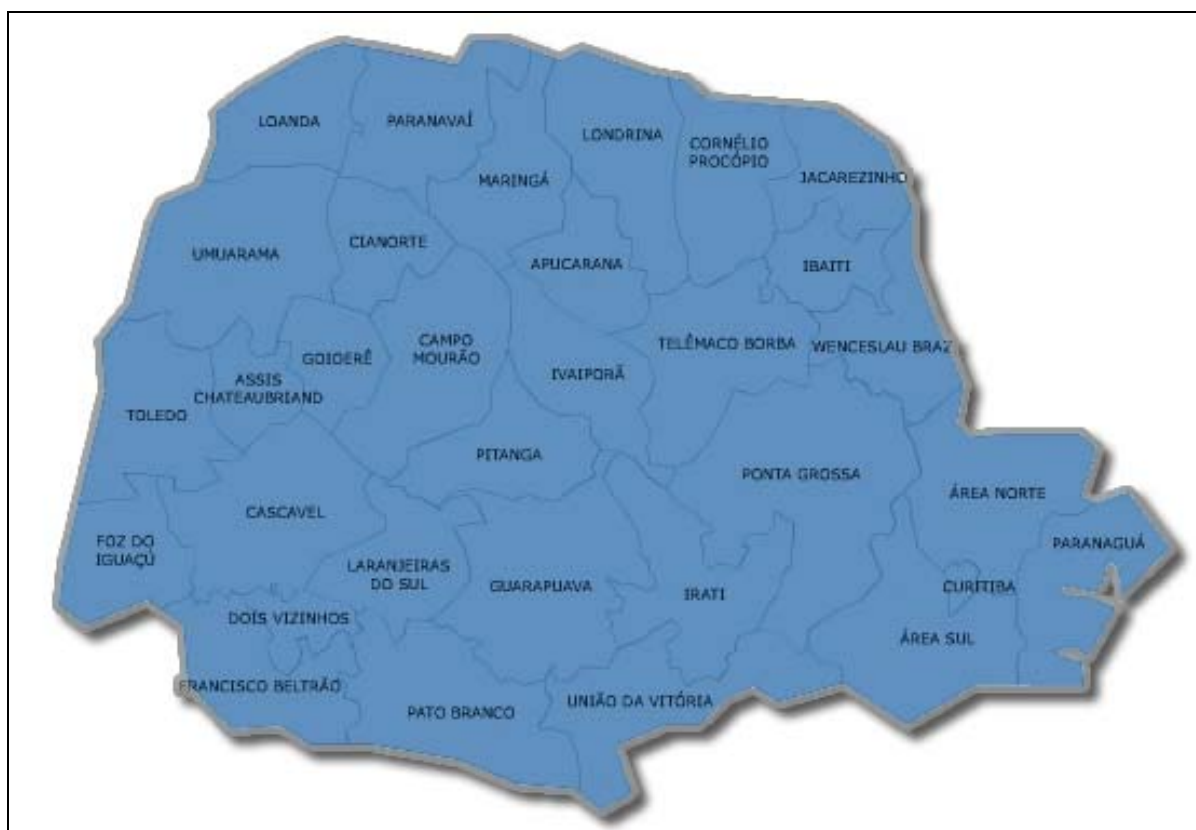 LOANDA
PARANAVAÍ
LONDRINA
CORNÉLIO
PROCÓPIO
MARINGÁ
JACAREZINHO
UMUARAMA
CIANORTE
APUCARANA
IBAITI
GOIOERÊ
CAMPO
MOURÃO
TELÊMACO BORBA
WENCESLAU BRAZ
IVAIPORÃ
ASSIS
CHATEAUBRIAND
TOLEDO
PITANGA
PONTA GROSSA
ÁREA NORTE
CASCAVEL
FOZ DO
IGUAÇÚ
PARANAGUÁ
LARANJEIRAS
DO SUL
GUARAPUAVA
IRATI
CURITIBA
DOIS VIZINHOS
ÁREA SUL
FRANCISCO BELTRÃO
PATO BRANCO
UNIÃO DA VITÓRIA